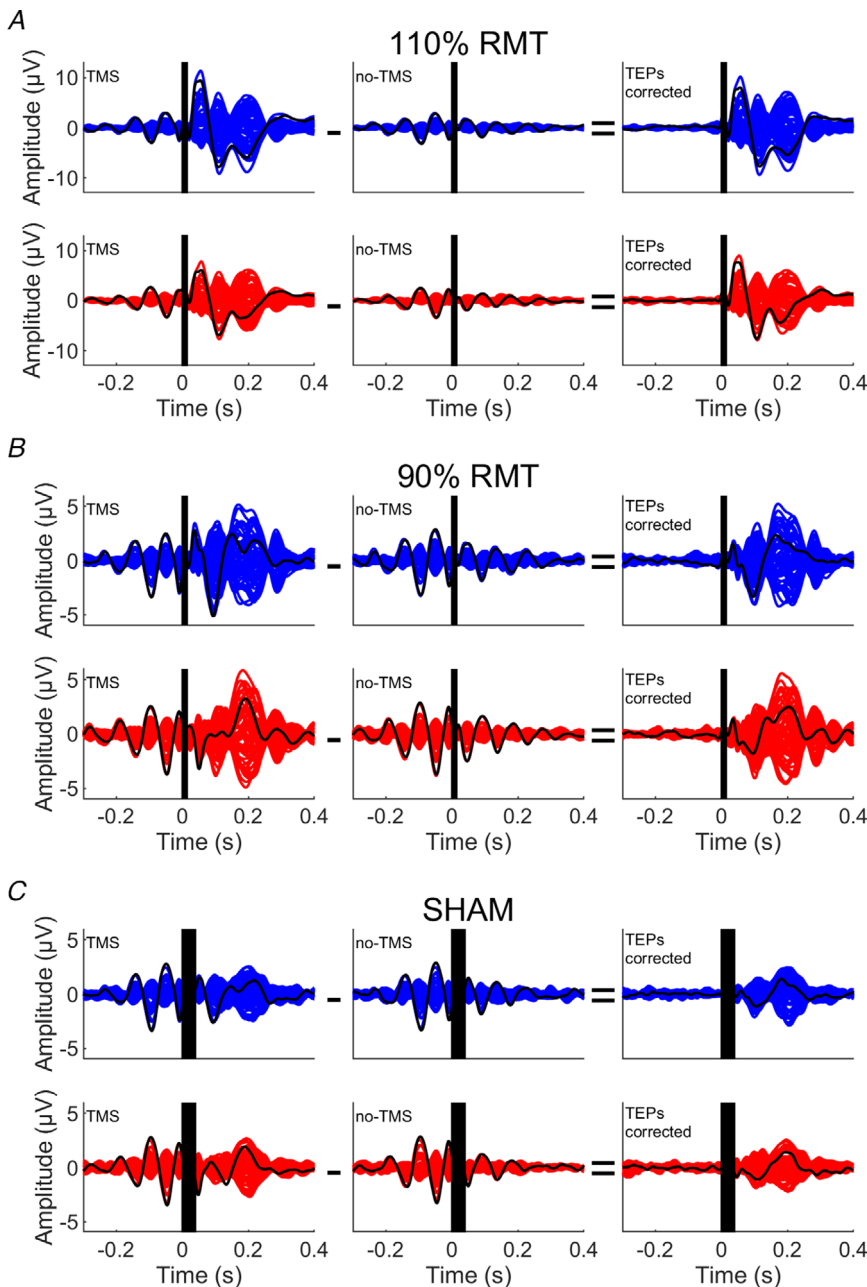 A
110% RMT
TMS
no-TMS
TEPs
corrected
Amplitude (µV)
10
0
-10
-
=
TMS
no-TMS
TEPs
corrected
Amplitude (µV)
10
0
-10
-
=
-0.2 0 0.2 0.4
-0.2 0 0.2 0.4
-0.2 0 0.2 0.4
Time (s)
Time (s)
Time (s)
B
90% RMT
TMS
no-TMS
TEPs
corrected
Amplitude (µV)
5
0
-5
-
=
TMS
no-TMS
TEPs
corrected
Amplitude (µV)
5
0
-5
-
=
-0.2 0 0.2 0.4
-0.2 0 0.2 0.4
-0.2 0 0.2 0.4
Time (s)
Time (s)
Time (s)
C
SHAM
TMS
no-TMS
TEPs
corrected
Amplitude (µV)
5
0
-5
-
=
TMS
no-TMS
TEPs
corrected
Amplitude (µV)
5
0
-5
-
=
-0.2 0 0.2 0.4
-0.2 0 0.2 0.4
-0.2 0 0.2 0.4
Time (s)
Time (s)
Time (s)